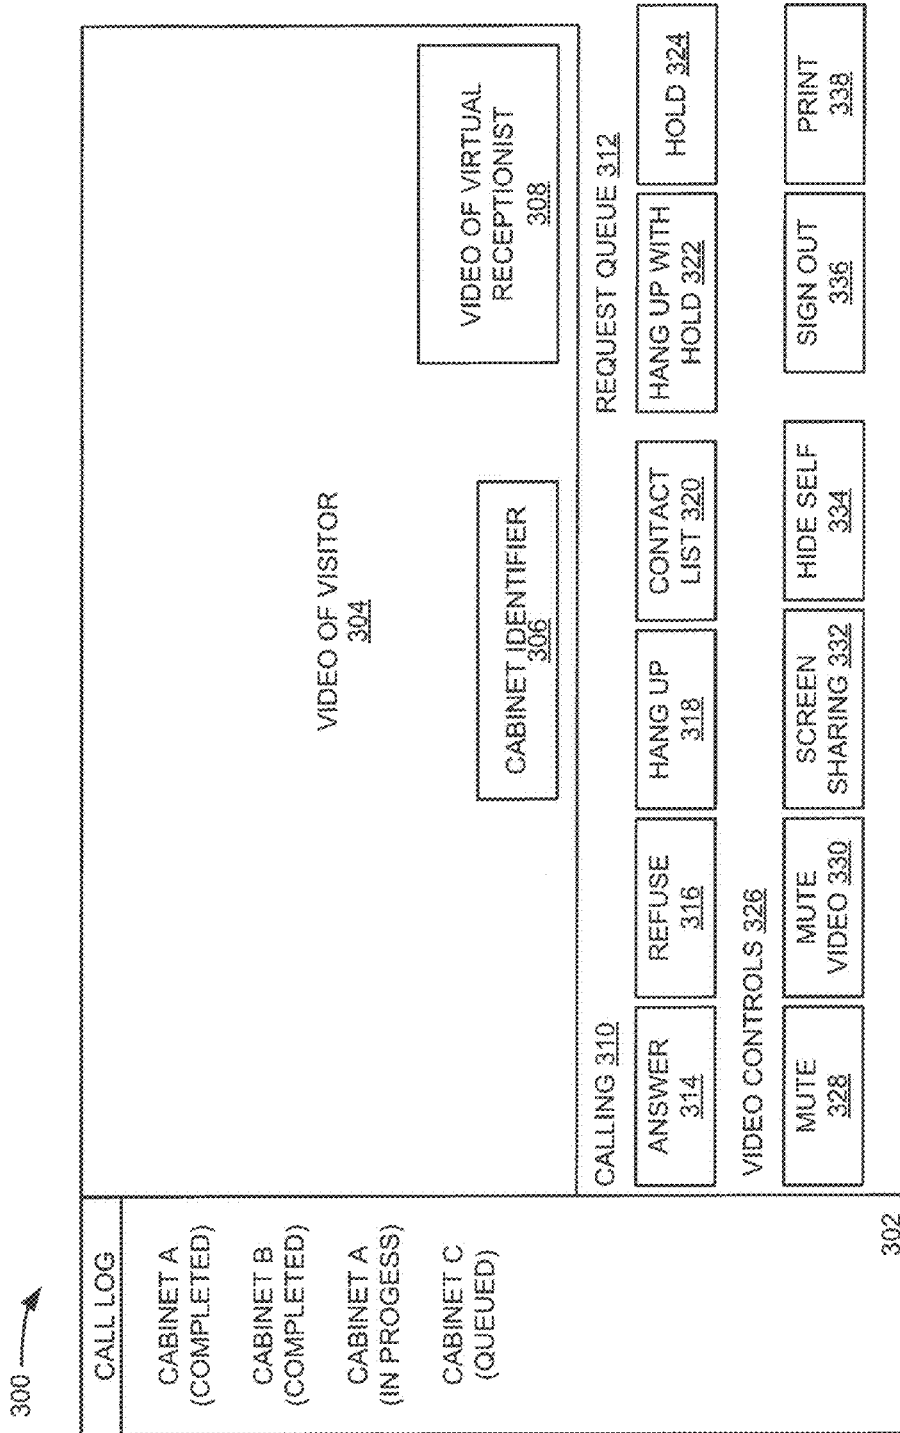 300
CALL LOG
CABINET A
(COMPLETED)
CABINET B
(COMPLETED)
CABINET A
(IN PROGESS)
CABINET C
(QUEUED)
302
VIDEO OF VISITOR
304
CABINET IDENTIFIER
306
VIDEO OF VIRTUAL
RECEPTIONIST
308
CALLING 310
REQUEST QUEUE 312
ANSWER
314
REFUSE
316
HANG UP
318
CONTACT
LIST 320
HANG UP WITH
HOLD 322
HOLD 324
VIDEO CONTROLS 326
MUTE
328
MUTE
VIDEO 330
SCREEN
SHARING 332
HIDE SELF
334
SIGN OUT
336
PRINT
338